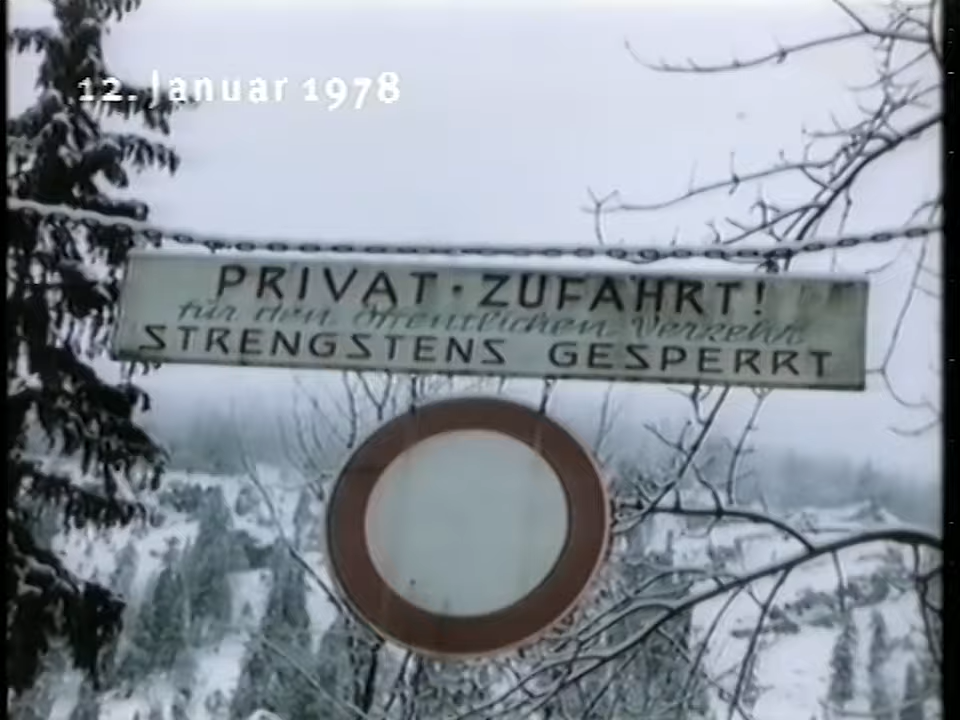 12. Januar 1978
PRIVAT · ZUFAHRT!
für den öffentlichen Verkehr
STRENGSTENS GESPERRT